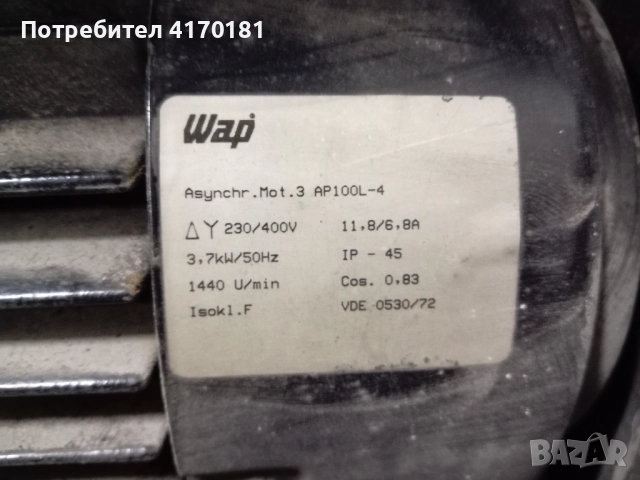 Потребител 4170181
Wap
Asynchr.Mot.3 AP100L-4
△ Y 230/400V 11,8/6,8A
3,7kW/50Hz IP - 45
1440 U/min Cos. 0,83
Isokl.F VDE 0530/72
BAZAR